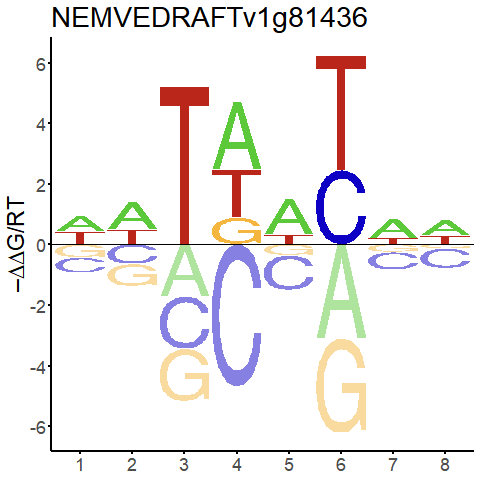 NEMVEDRAFTv1g81436
−ΔΔG/RT
6
4
2
0
-2
-4
-6
A T G C
A T C G
T A C G
A T G C
A T G C
T C A G
A T G C
A T G C
1 2 3 4 5 6 7 8